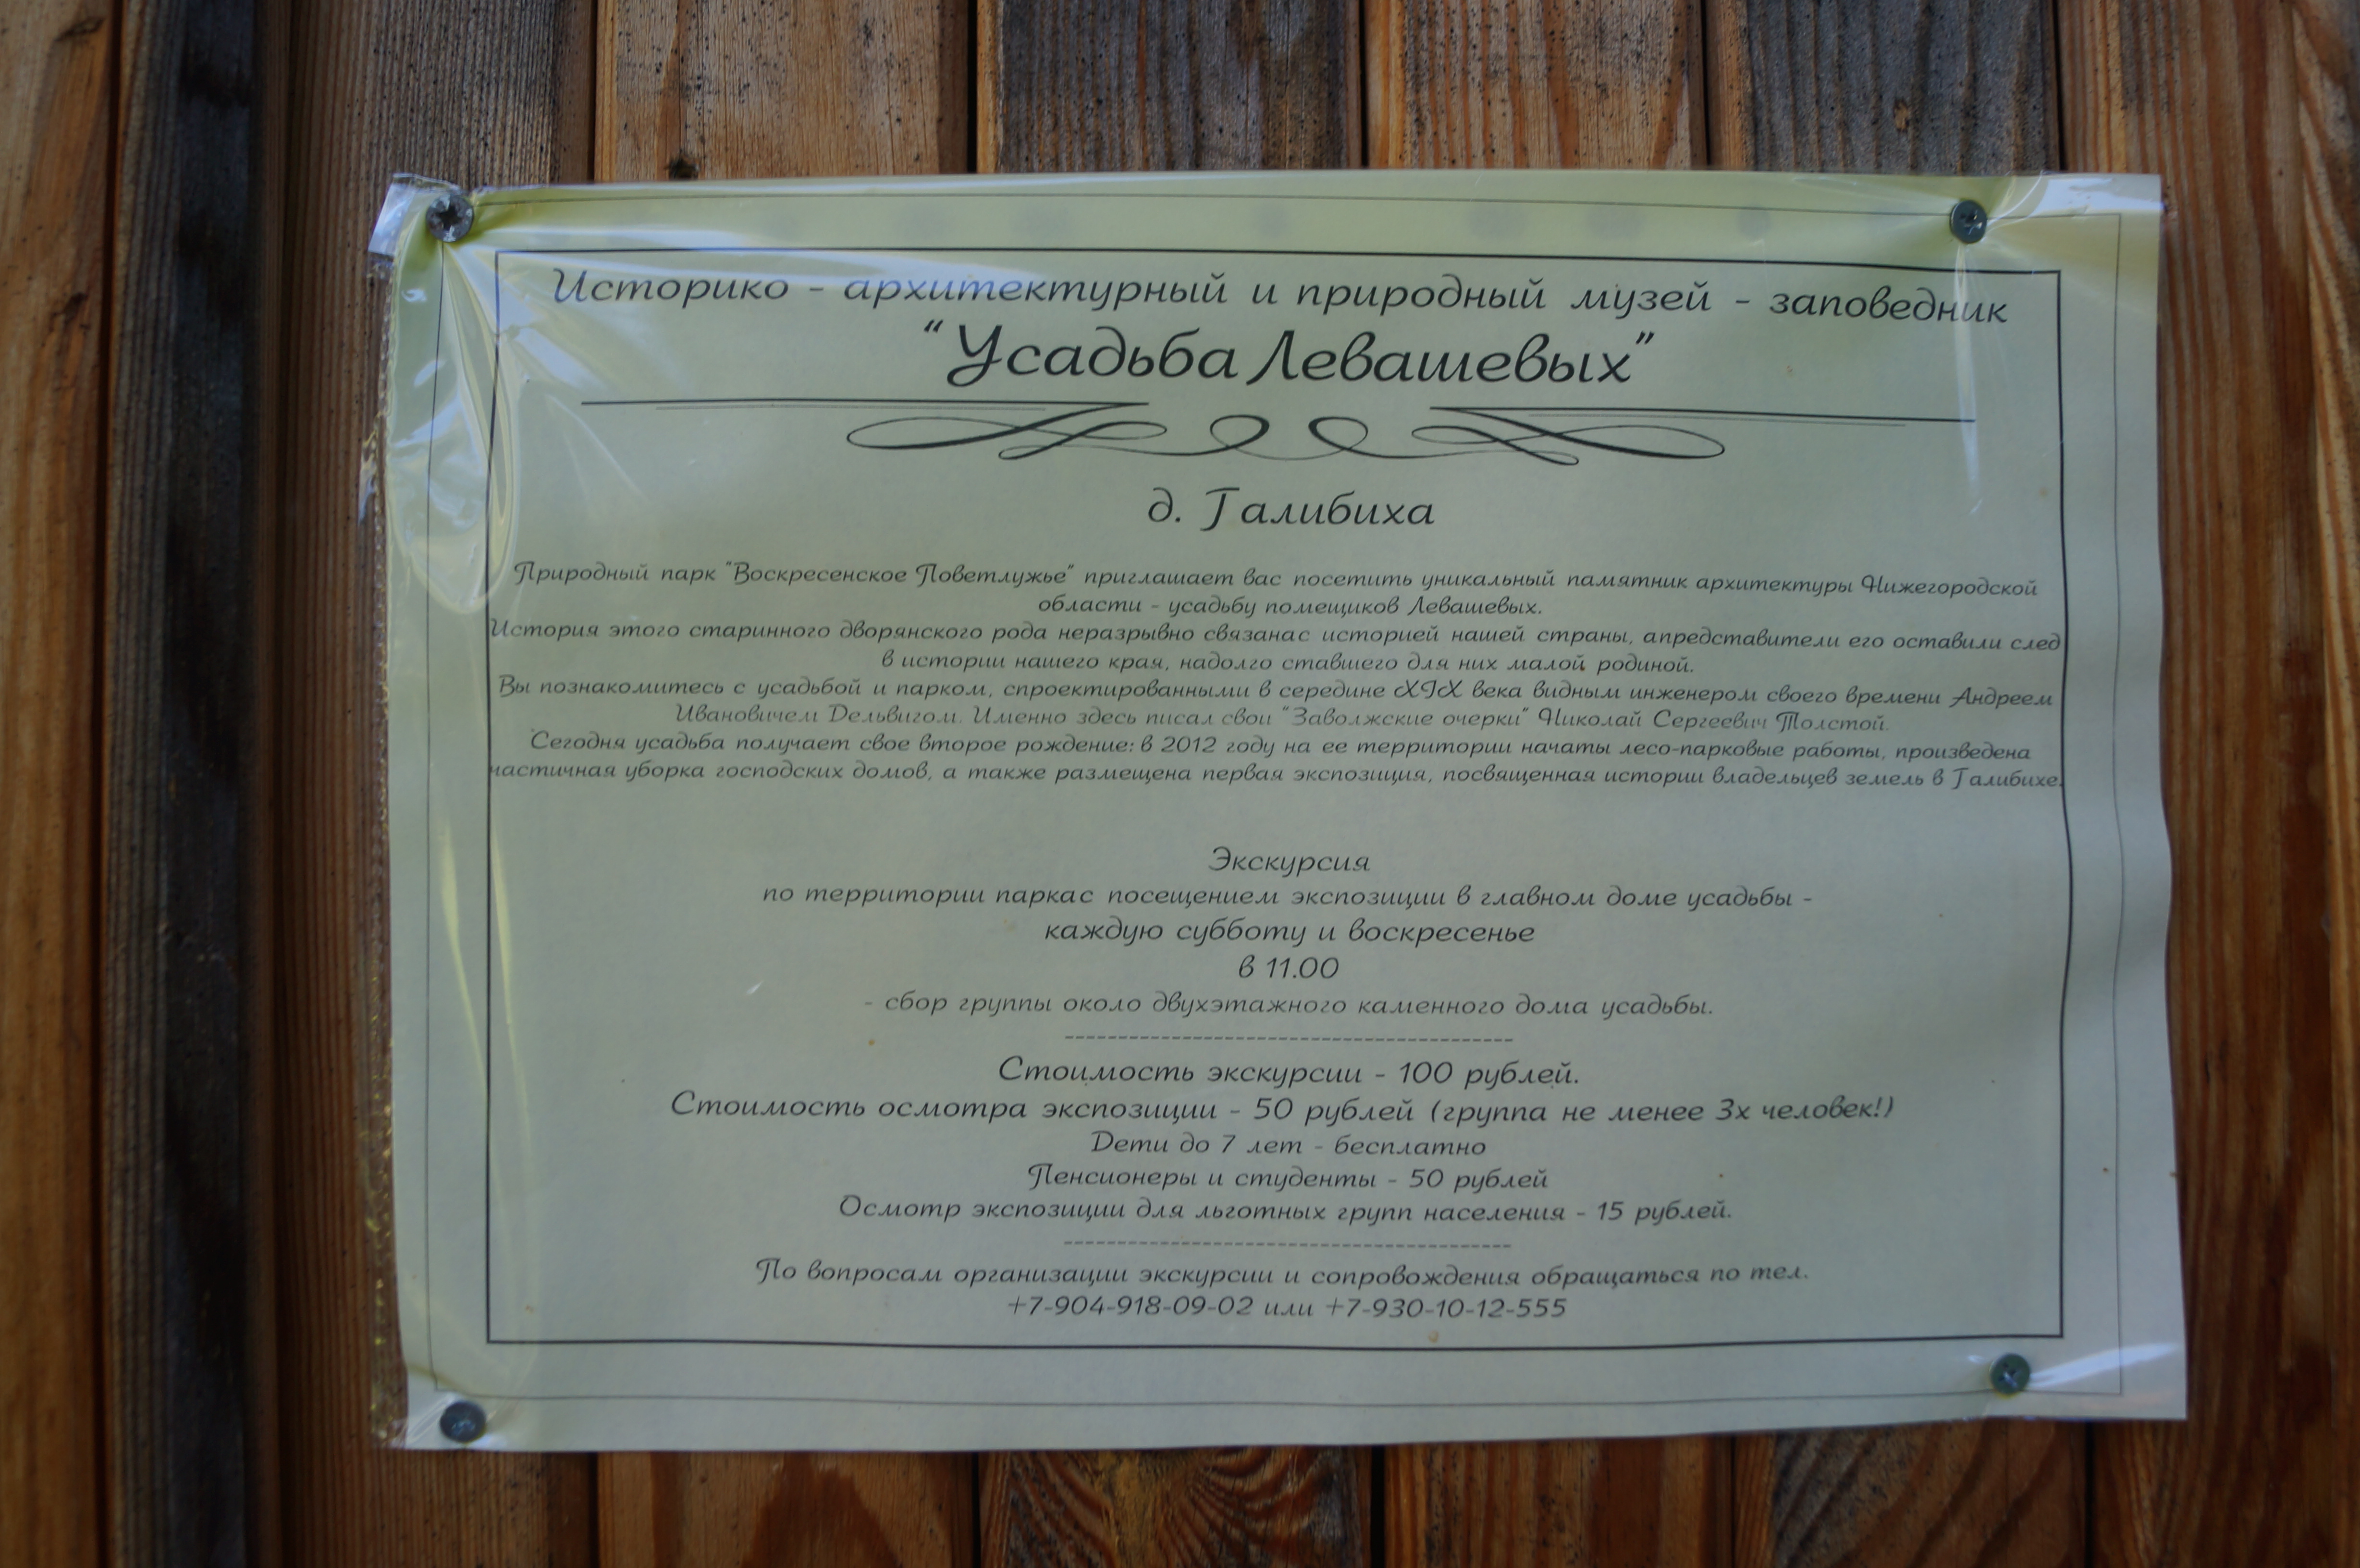 Историко - архитектурный и природный музей - заповедник
“Усадьба Левашевых”
д. Галибиха
Природный парк "Воскресенское Поветлужье" приглашает вас посетить уникальный памятник архитектуры Нижегородской
области - усадьбу помещиков Левашевых.
История этого старинного дворянского рода неразрывно связанас историей нашей страны, апредставители его оставили след
в истории нашего края, надолго ставшего для них малой родиной.
Вы познакомитесь с усадьбой и парком, спроектированными в середине XIX века видным инженером своего времени Андреем
Ивановичем Дельвигом. Именно здесь писал свои "Заволжские очерки" Николай Сергеевич Толстой.
Сегодня усадьба получает свое второе рождение: в 2012 году на ее территории начаты лесо-парковые работы, произведена
частичная уборка господских домов, а также размещена первая экспозиция, посвященная истории владельцев земель в Галибихе.
Экскурсия
по территории паркас посещением экспозиции в главном доме усадьбы -
каждую субботу и воскресенье
в 11.00
- сбор группы около двухэтажного каменного дома усадьбы.
Стоимость экскурсии - 100 рублей.
Стоимость осмотра экспозиции - 50 рублей (группа не менее 3х человек!)
Дети до 7 лет - бесплатно
Пенсионеры и студенты - 50 рублей
Осмотр экспозиции для льготных групп населения - 15 рублей.
По вопросам организации экскурсии и сопровождения обращаться по тел.
+7-904-918-09-02 или +7-930-10-12-555